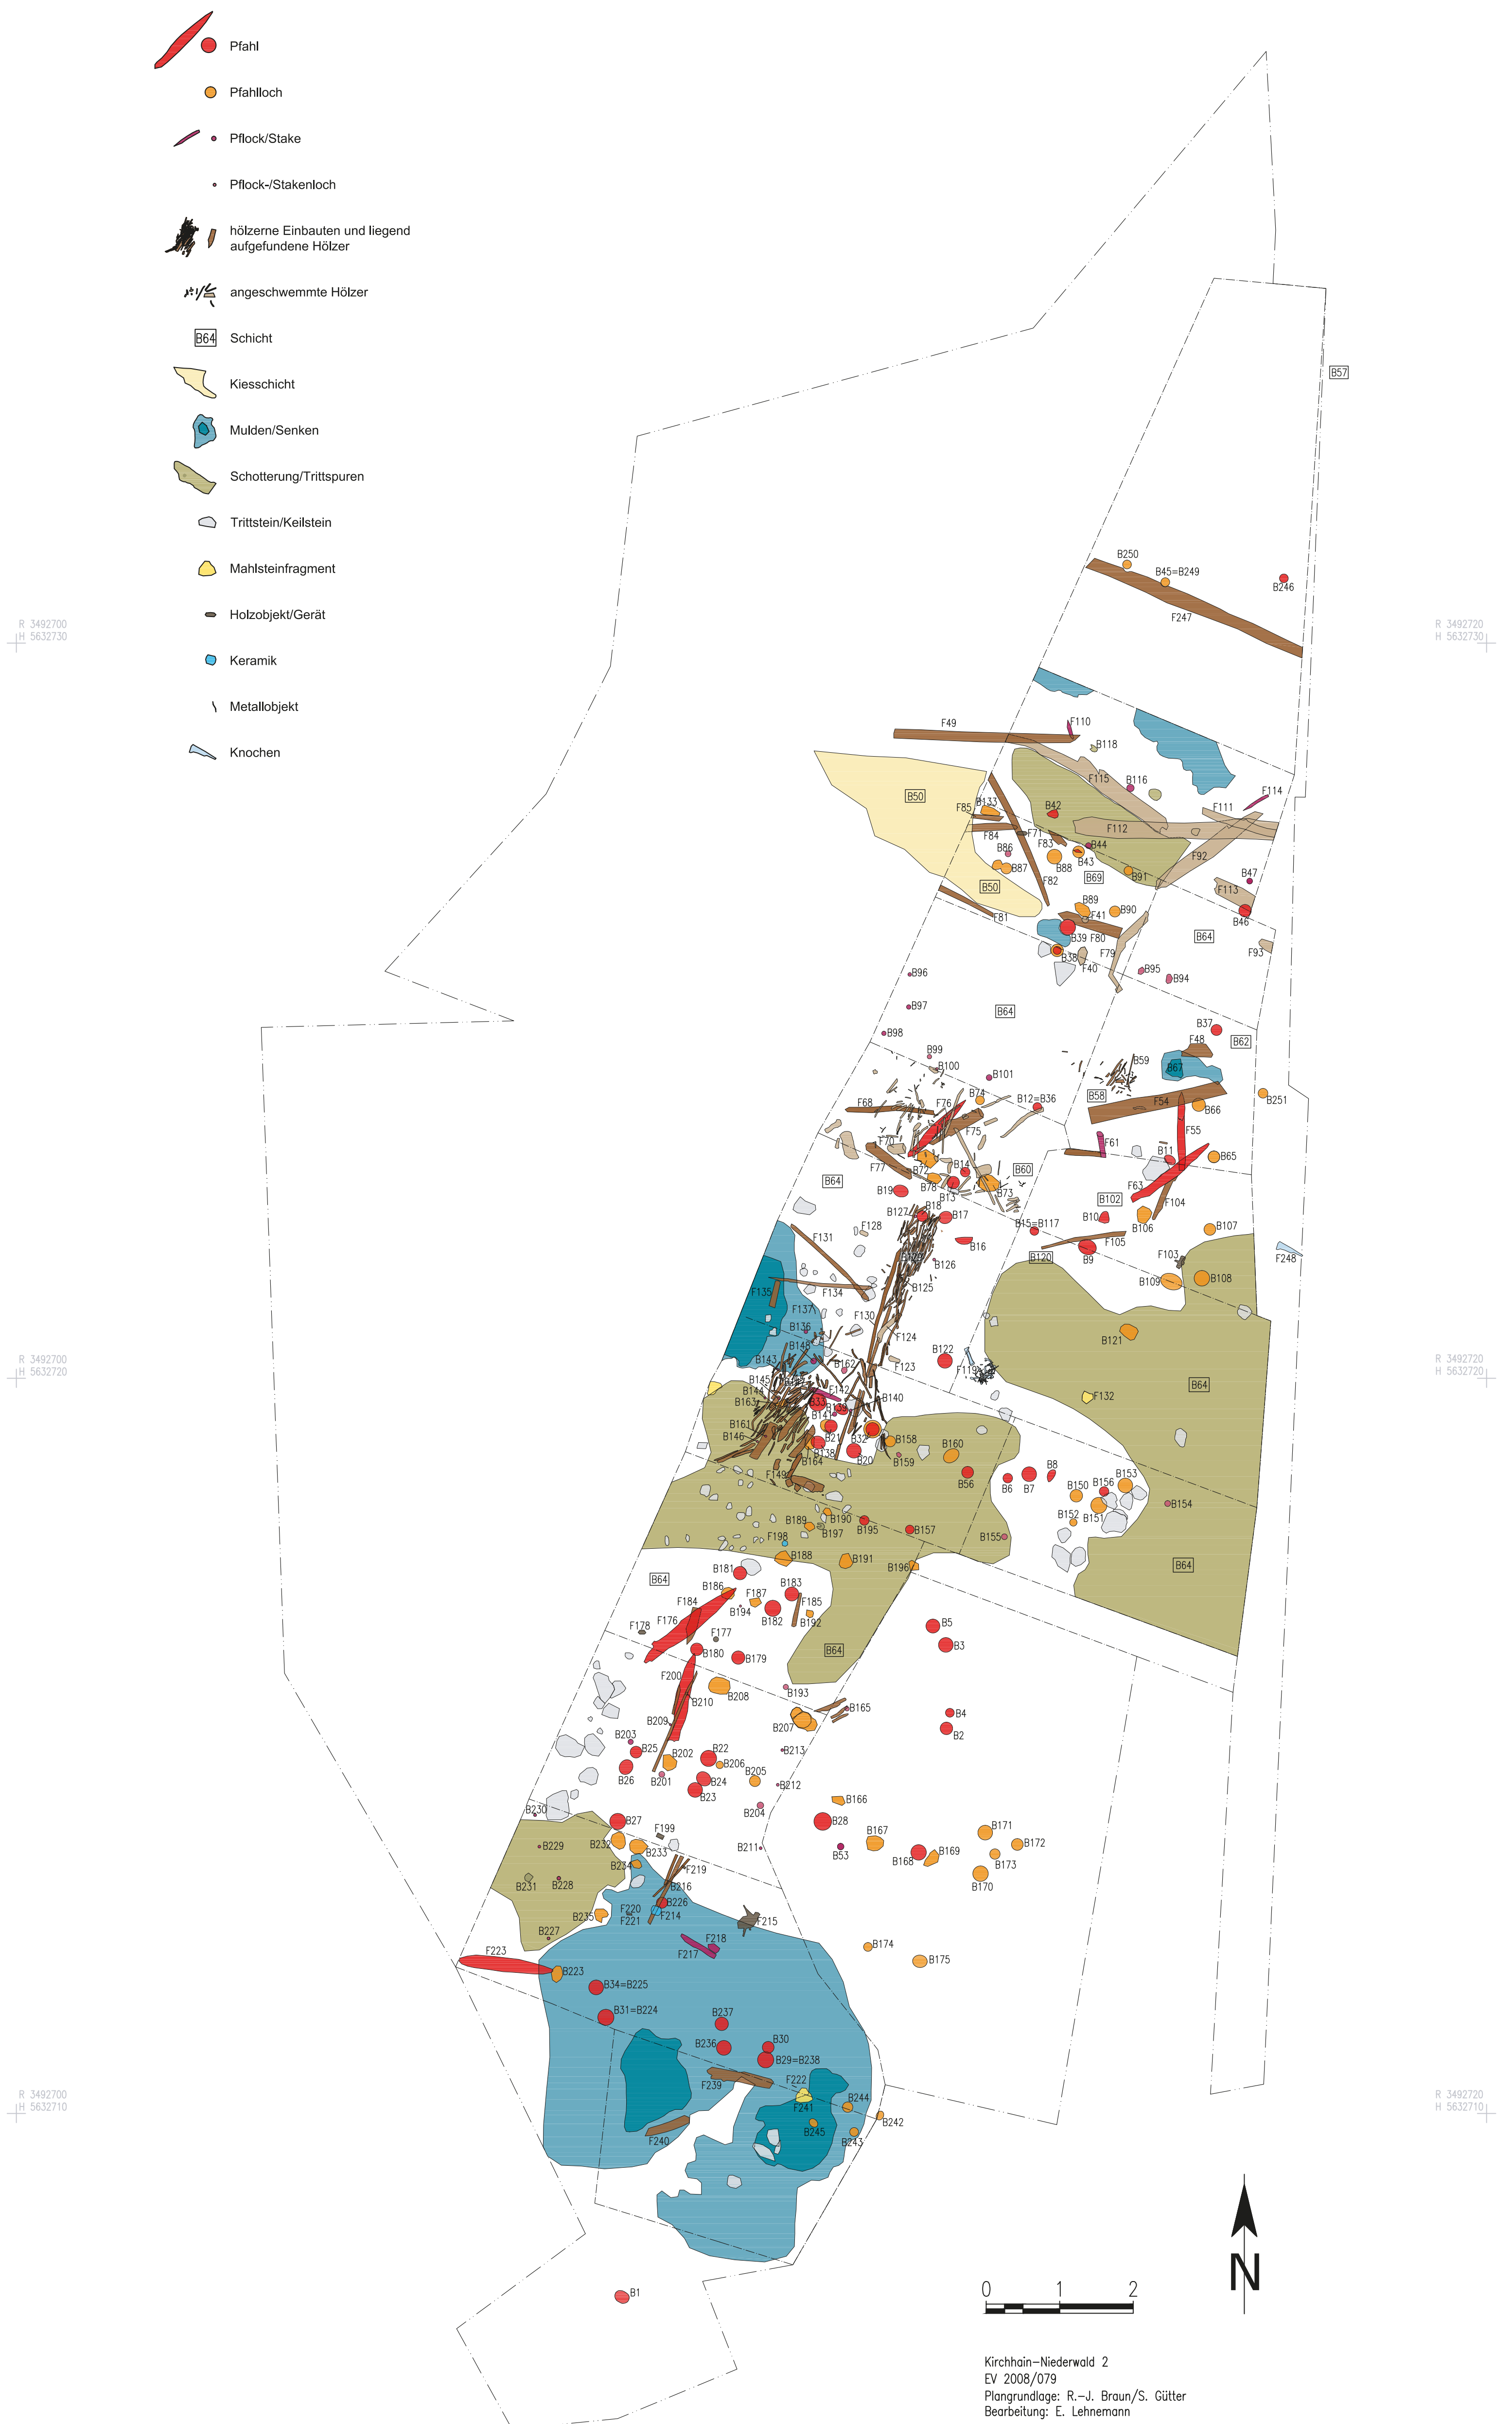 Pfahl
Pfahlloch
Pflock/Stake
Pflock-/Stakenloch
hölzerne Einbauten und liegend
aufgefundene Hölzer
angeschwemmte Hölzer
B64 Schicht
Kiesschicht
Mulden/Senken
Schotterung/Trittspuren
Trittstein/Keilstein
Mahlsteinfragment
Holzobjekt/Gerät
Keramik
Metallobjekt
Knochen
B57
B250
B45=B249
B246
F247
R 3492700
H 5632730
R 3492720
H 5632730
F49
F110
B118
F115
B116
F114
F111
B50
F85
B133
B42
F112
F84
F71
F83
B44
B86
B87
B88
B43
F92
B69
B91
B47
F82
B50
F113
F81
B89
F41
B90
B46
B39
F80
B64
F93
B38
F40
F79
B95
B94
B96
B97
B64
B98
B37
B62
F48
B99
B100
B59
B67
B101
B74
B12=B36
B58
F54
B66
B251
F68
F76
F75
F55
F70
F61
F77
B72
B14
B60
B11
B65
B64
B78
B13
B73
F63
B19
B102
F104
B127
B18
B17
B10
B106
B107
F128
B15=B117
F105
F131
B16
B120
B9
F103
F248
B126
B109
B108
F135
F134
B125
F137
F130
B136
F124
B121
B148
B122
B143
B162
F123
F119
B145
B64
B144
F142
B140
F132
B163
B33
B139
B161
B141
B146
B21
B32
B158
B138
B20
B159
B160
B164
B56
B6
B7
B8
F149
B150
B156
B153
B154
B152
B151
B189
B190
B195
B157
B197
B155
F198
B188
B191
B196
B64
B181
B64
B186
F187
B183
F184
B194
F185
F176
B182
B192
F178
F177
B5
B64
B3
B180
B179
F200
B193
B210
B208
B165
B209
B207
B4
B2
B203
B25
B22
B213
B202
B206
B26
B201
B24
B205
B212
B23
B204
B166
B230
B27
B28
B171
F199
B167
B172
B229
B232
B233
B211
B53
B168
B169
B173
B234
F219
B231
B228
B216
B170
B226
B235
F220
F214
F221
F215
B227
F218
F217
B174
F223
B175
B223
B34=B225
B31=B224
B237
B236
B30
B29=B238
F222
F239
F241
B244
B242
B245
B243
F240
R 3492700
H 5632720
R 3492720
H 5632720
R 3492700
H 5632710
R 3492720
H 5632710
B1
N
0 1 2
Kirchhain-Niederwald 2
EV 2008/079
Plangrundlage: R.-J. Braun/S. Gütter
Bearbeitung: E. Lehnemann